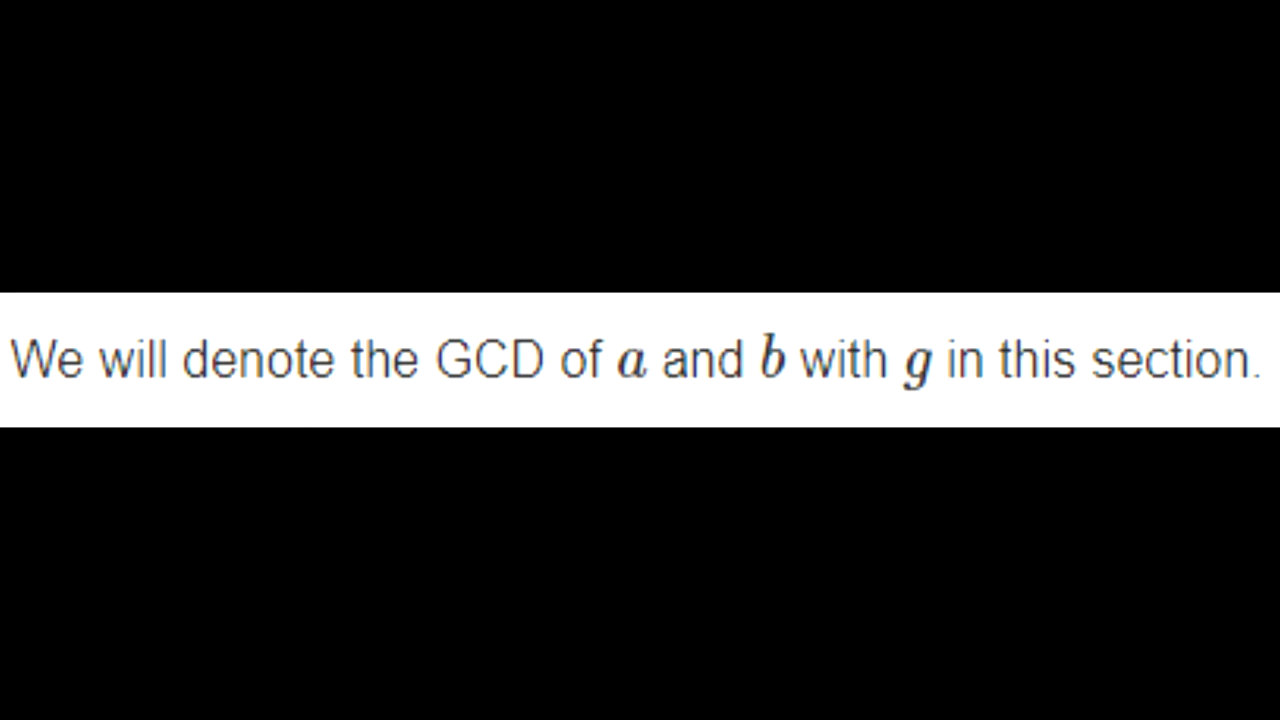 We will denote the GCD of a and b with g in this section.